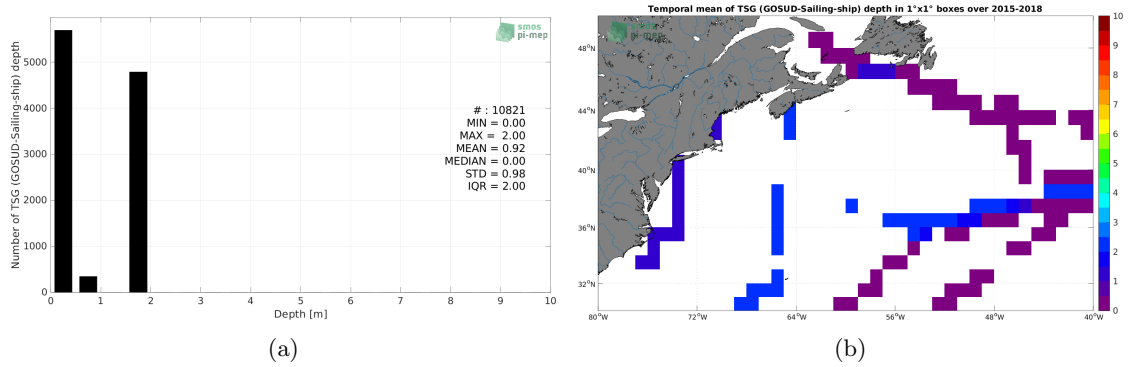 Number of TSG (GOSUD-Sailing-ship) depth
5000
4000
3000
2000
1000
0
0 1 2 3 4 5 6 7 8 9 10
Depth [m]
smos
pi-mep
# : 10821
MIN = 0.00
MAX = 2.00
MEAN = 0.92
MEDIAN = 0.00
STD = 0.98
IQR = 2.00
(a)
Temporal mean of TSG (GOSUD-Sailing-ship) depth in 1°x1° boxes over 2015-2018
smos
pi-mep
48°N
44°N
40°N
36°N
32°N
80°W 72°W 64°W 56°W 48°W 40°W
10
9
8
7
6
5
4
3
2
1
0
(b)